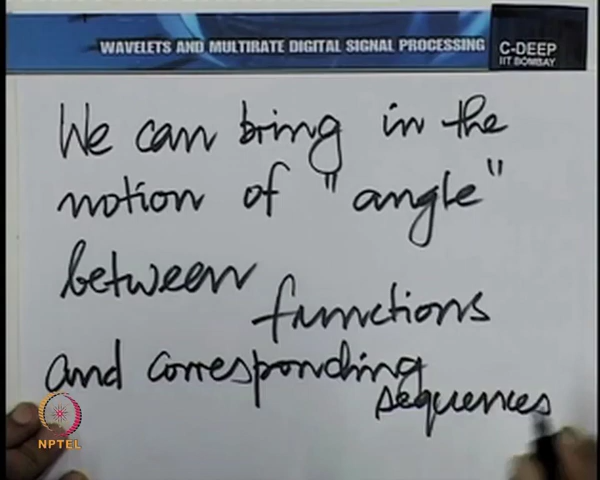 WAVELETS AND MULTIRATE DIGITAL SIGNAL PROCESSING
C-DEEP
IIT BOMBAY
We can bring in the
notion of "angle"
between functions
and corresponding
sequences
NPTEL